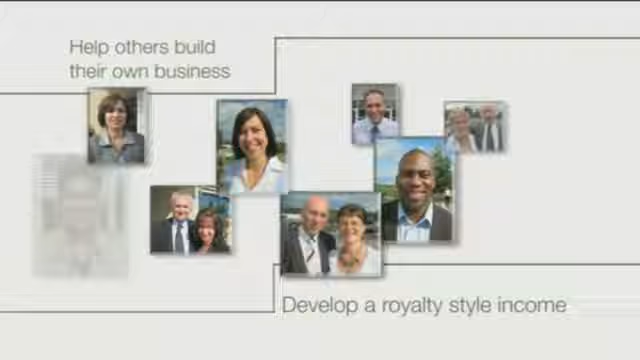 Help others build
their own business
Develop a royalty style income